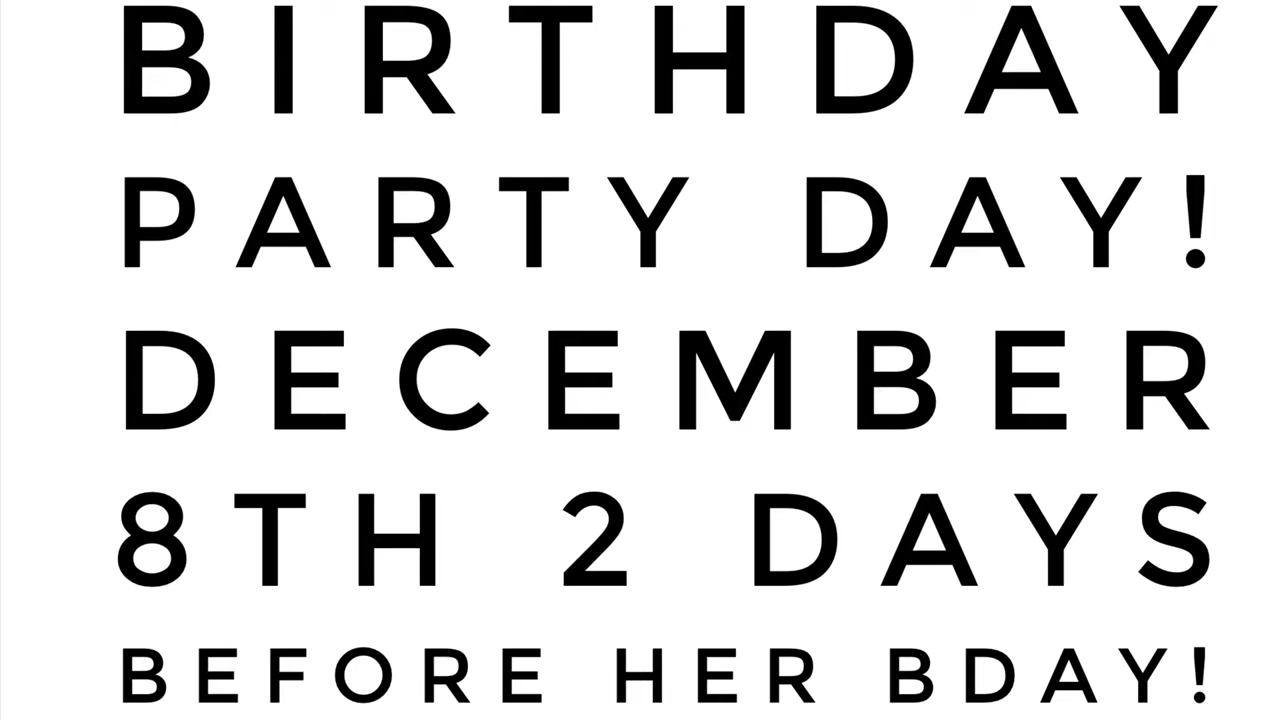 BIRTHDAY
PARTY DAY!
DECEMBER
8TH 2 DAYS
BEFORE HER BDAY!